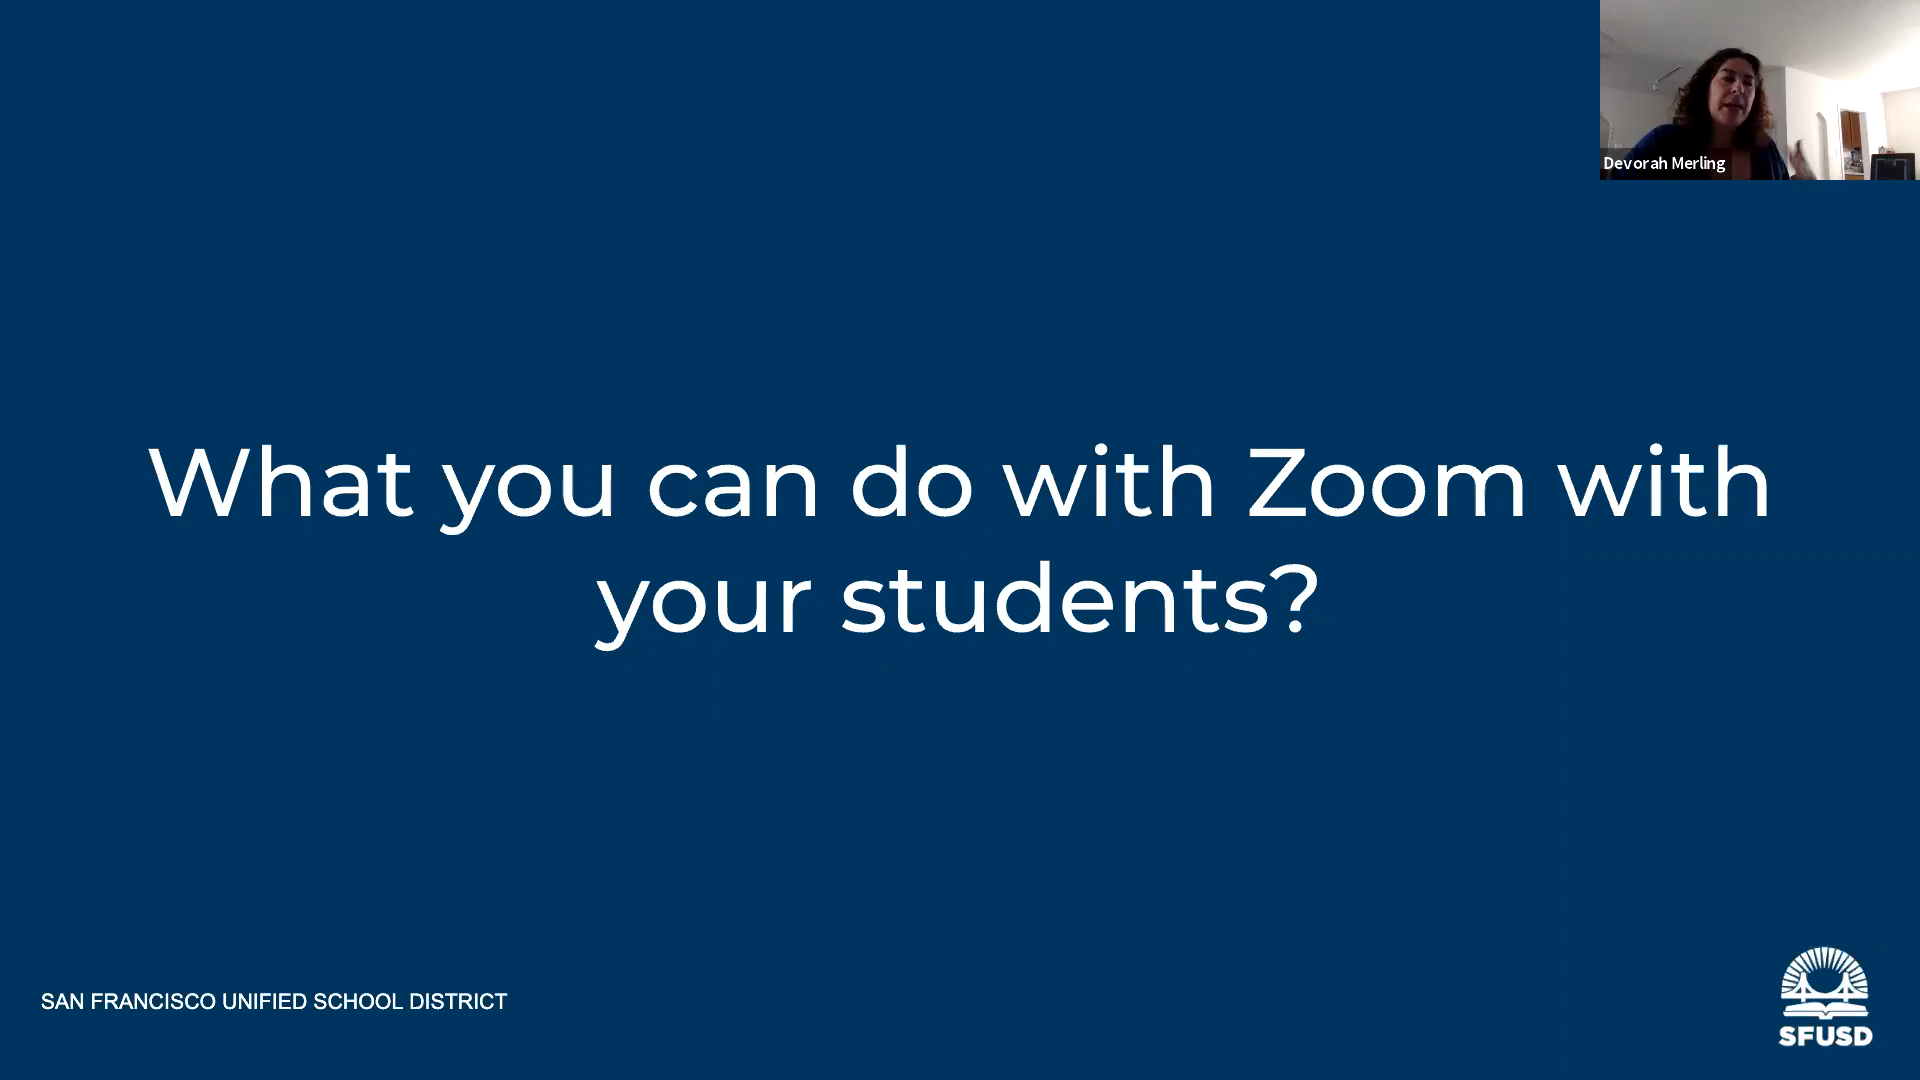 Devorah Merling
What you can do with Zoom with
your students?
SAN FRANCISCO UNIFIED SCHOOL DISTRICT
SFUSD